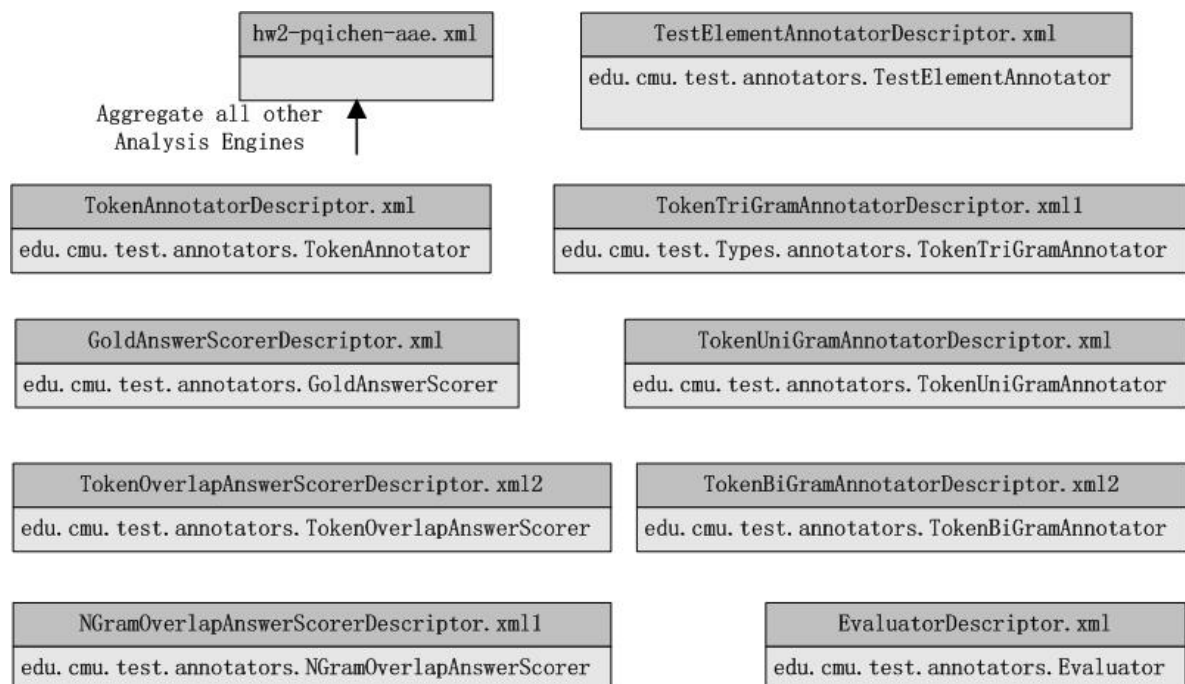 hw2-pqichen-aae.xml
TestElementAnnotatorDescriptor.xml
edu.cmu.test.annotators.TestElementAnnotator
Aggregate all other
Analysis Engines
TokenAnnotatorDescriptor.xml
edu.cmu.test.annotators.TokenAnnotator
TokenTriGramAnnotatorDescriptor.xml1
edu.cmu.test.Types.annotators.TokenTriGramAnnotator
GoldAnswerScorerDescriptor.xml
edu.cmu.test.annotators.GoldAnswerScorer
TokenUniGramAnnotatorDescriptor.xml
edu.cmu.test.annotators.TokenUniGramAnnotator
TokenOverlapAnswerScorerDescriptor.xml2
edu.cmu.test.annotators.TokenOverlapAnswerScorer
TokenBiGramAnnotatorDescriptor.xml2
edu.cmu.test.annotators.TokenBiGramAnnotator
NGramOverlapAnswerScorerDescriptor.xml1
edu.cmu.test.annotators.NGramOverlapAnswerScorer
EvaluatorDescriptor.xml
edu.cmu.test.annotators.Evaluator